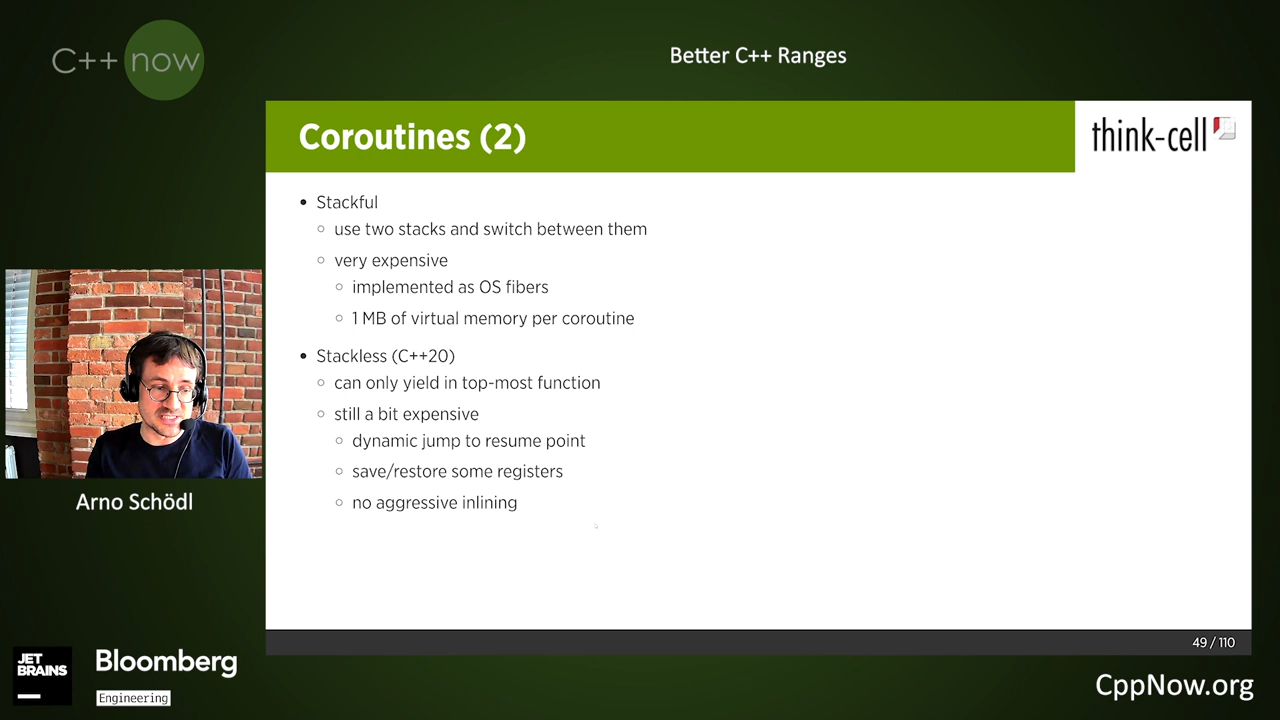 C++ now
Better C++ Ranges
Coroutines (2)
think-cell
• Stackful
○ use two stacks and switch between them
○ very expensive
○ implemented as OS fibers
○ 1 MB of virtual memory per coroutine
• Stackless (C++20)
○ can only yield in top-most function
○ still a bit expensive
○ dynamic jump to resume point
○ save/restore some registers
○ no aggressive inlining
Arno Schödl
49 / 110
JET
BRAINS
Bloomberg
Engineering
CppNow.org